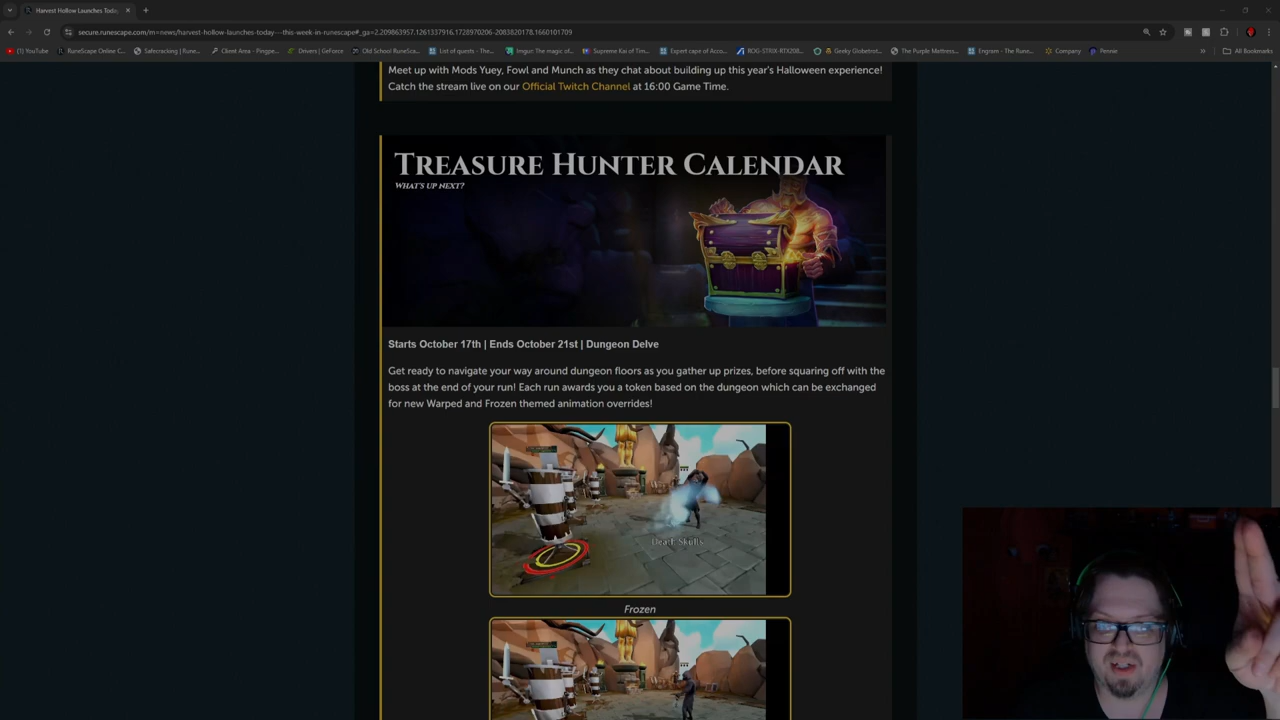 Harvest Hollow Launches Today
secure.runescape.com/m=news/harvest-hollow-launches-today---this-week-in-runescape#_ga=2.209863957.1261337916.1728970206-2083820178.1660101709
YouTube
RuneScape Online C...
Safecracking | Rune...
Client Area - Pingpe...
Drivers | GeForce
Old School RuneSca...
List of quests - The...
Imgur: The magic of...
Supreme Kai of Tim...
Expert cape of Acco...
ROG-STRIX-RTX208...
Geeky Globetrot...
The Purple Mattress...
Engram - The Rune...
Company
Pennie
All Bookmarks
Meet up with Mods Yuey, Fowl and Munch as they chat about building up this year's Halloween experience!
Catch the stream live on our Official Twitch Channel at 16:00 Game Time.
Treasure Hunter Calendar
What's up next?
Starts October 17th | Ends October 21st | Dungeon Delve
Get ready to navigate your way around dungeon floors as you gather up prizes, before squaring off with the
boss at the end of your run! Each run awards you a token based on the dungeon which can be exchanged
for new Warped and Frozen themed animation overrides!
Dead: Skulls
Frozen